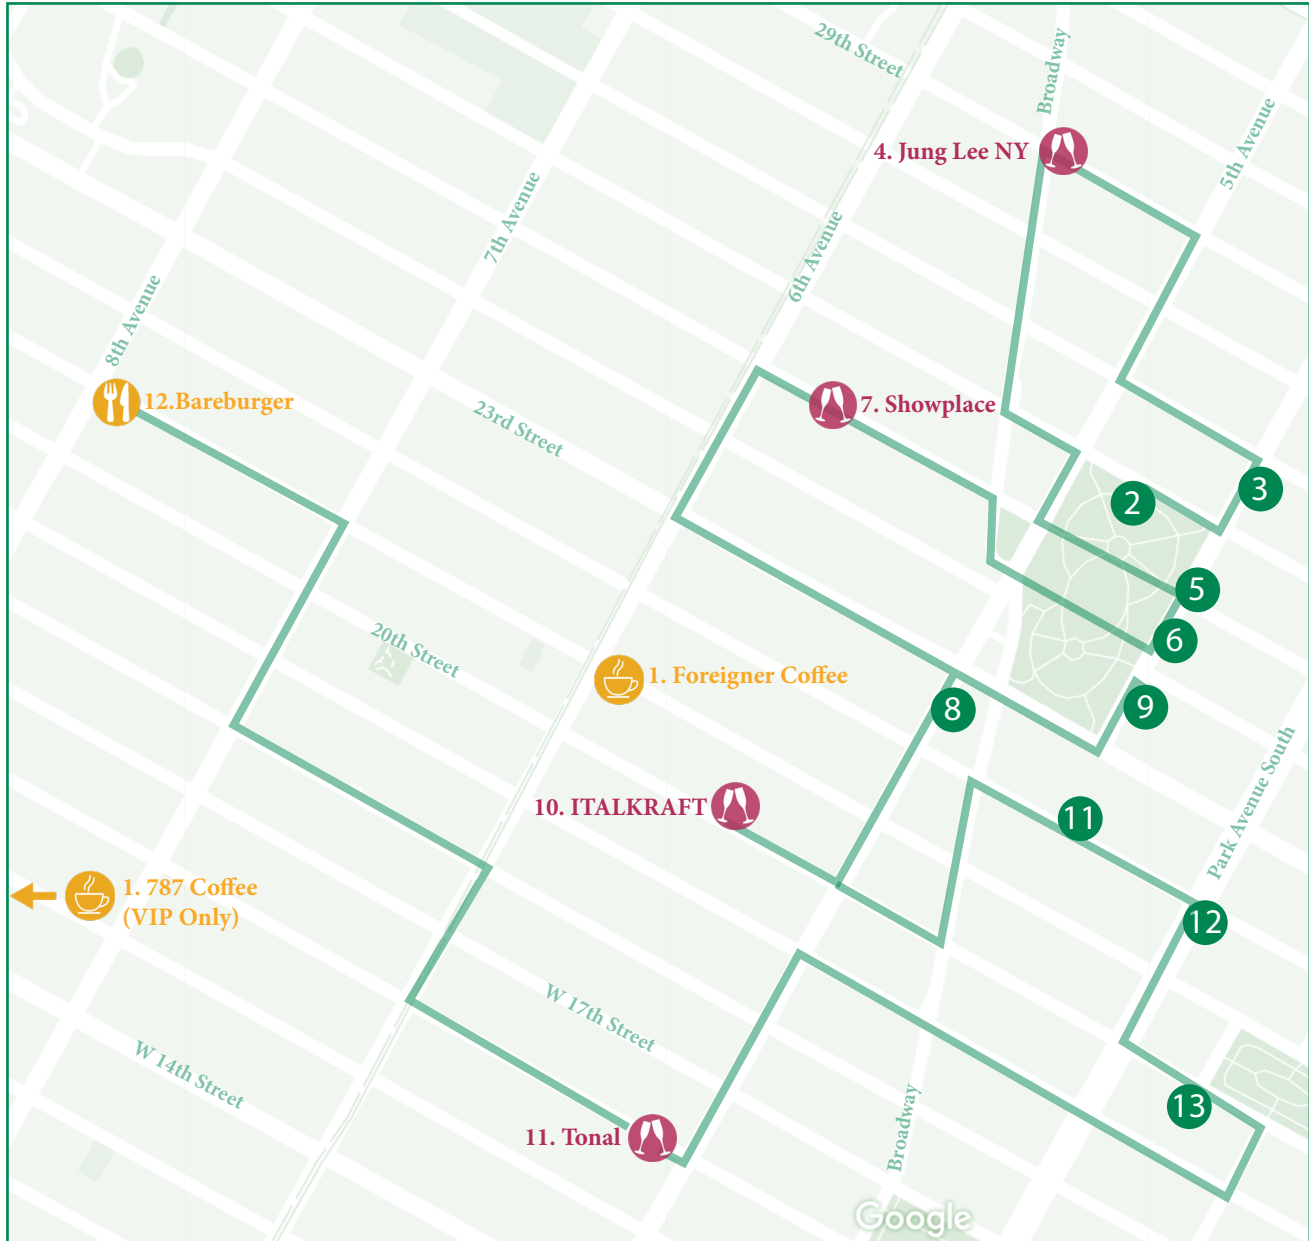 29th Street
Broadway
5th Avenue
4. Jung Lee NY
7th Avenue
6th Avenue
8th Avenue
12.Bareburger
7. Showplace
23rd Street
2
3
5
6
20th Street
1. Foreigner Coffee
8
9
Park Avenue South
10. ITALKRAFT
11
1. 787 Coffee
(VIP Only)
12
W 17th Street
W 14th Street
13
11. Tonal
Broadway
Google